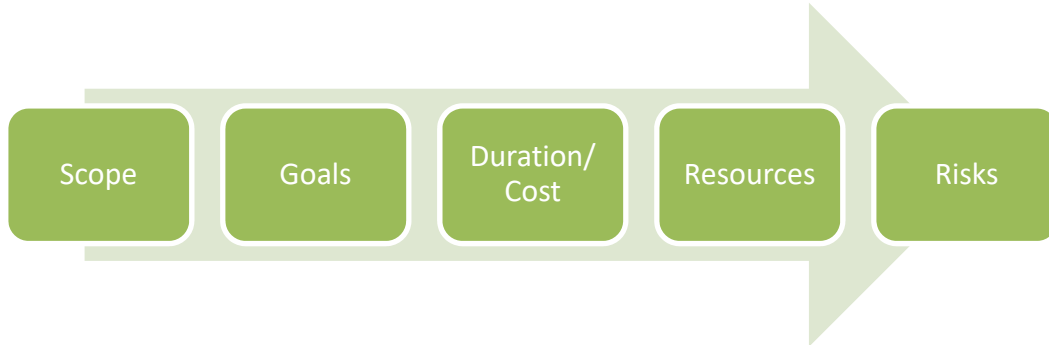 Scope
Goals
Duration/
Cost
Resources
Risks